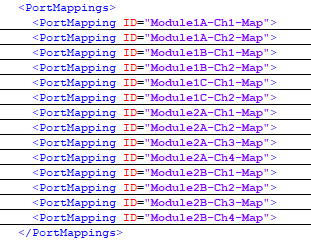 <PortMappings>
<PortMapping ID="Module1A-Ch1-Map">
<PortMapping ID="Module1A-Ch2-Map">
<PortMapping ID="Module1B-Ch1-Map">
<PortMapping ID="Module1B-Ch2-Map">
<PortMapping ID="Module1C-Ch1-Map">
<PortMapping ID="Module1C-Ch2-Map">
<PortMapping ID="Module2A-Ch1-Map">
<PortMapping ID="Module2A-Ch2-Map">
<PortMapping ID="Module2A-Ch3-Map">
<PortMapping ID="Module2A-Ch4-Map">
<PortMapping ID="Module2B-Ch1-Map">
<PortMapping ID="Module2B-Ch2-Map">
<PortMapping ID="Module2B-Ch3-Map">
<PortMapping ID="Module2B-Ch4-Map">
</PortMappings>